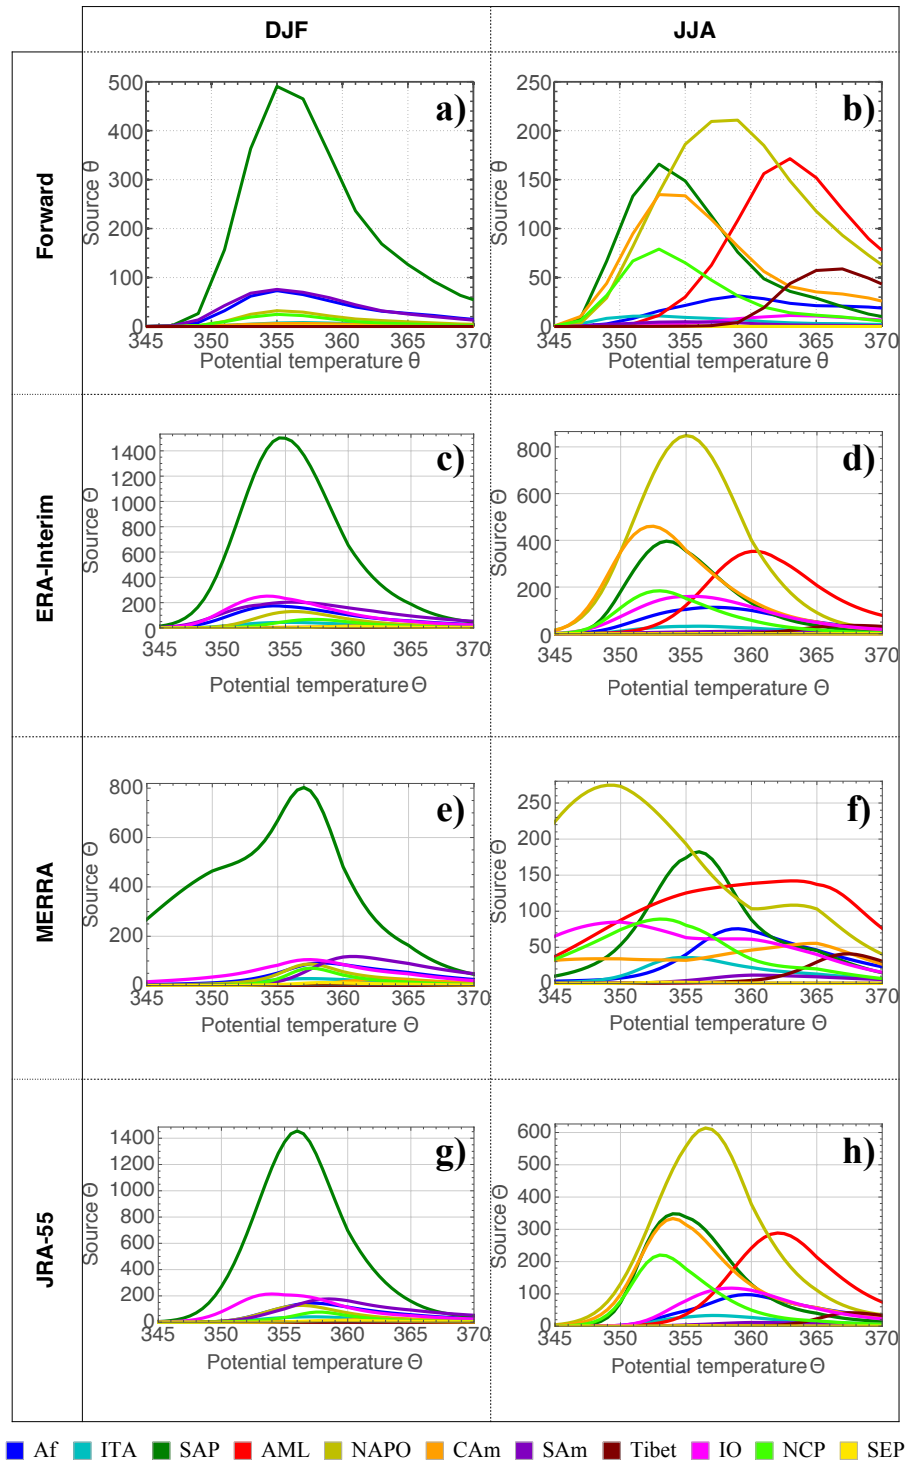 DJF JJA
Forward
a)
500
400
300
200
100
0
Source θ
345 350 355 360 365 370
Potential temperature θ
b)
250
200
150
100
50
0
Source θ
345 350 355 360 365 370
Potential temperature θ
ERA-Interim
c)
1400
1200
1000
800
600
400
200
0
Source Θ
345 350 355 360 365 370
Potential temperature Θ
d)
800
600
400
200
0
Source Θ
345 350 355 360 365 370
Potential temperature Θ
MERRA
e)
800
600
400
200
0
Source Θ
345 350 355 360 365 370
Potential temperature Θ
f)
250
200
150
100
50
0
Source Θ
345 350 355 360 365 370
Potential temperature Θ
JRA-55
g)
1400
1200
1000
800
600
400
200
0
Source Θ
345 350 355 360 365 370
Potential temperature Θ
h)
600
500
400
300
200
100
0
Source Θ
345 350 355 360 365 370
Potential temperature Θ
Af ITA SAP AML NAPO CAm SAm Tibet IO NCP SEP